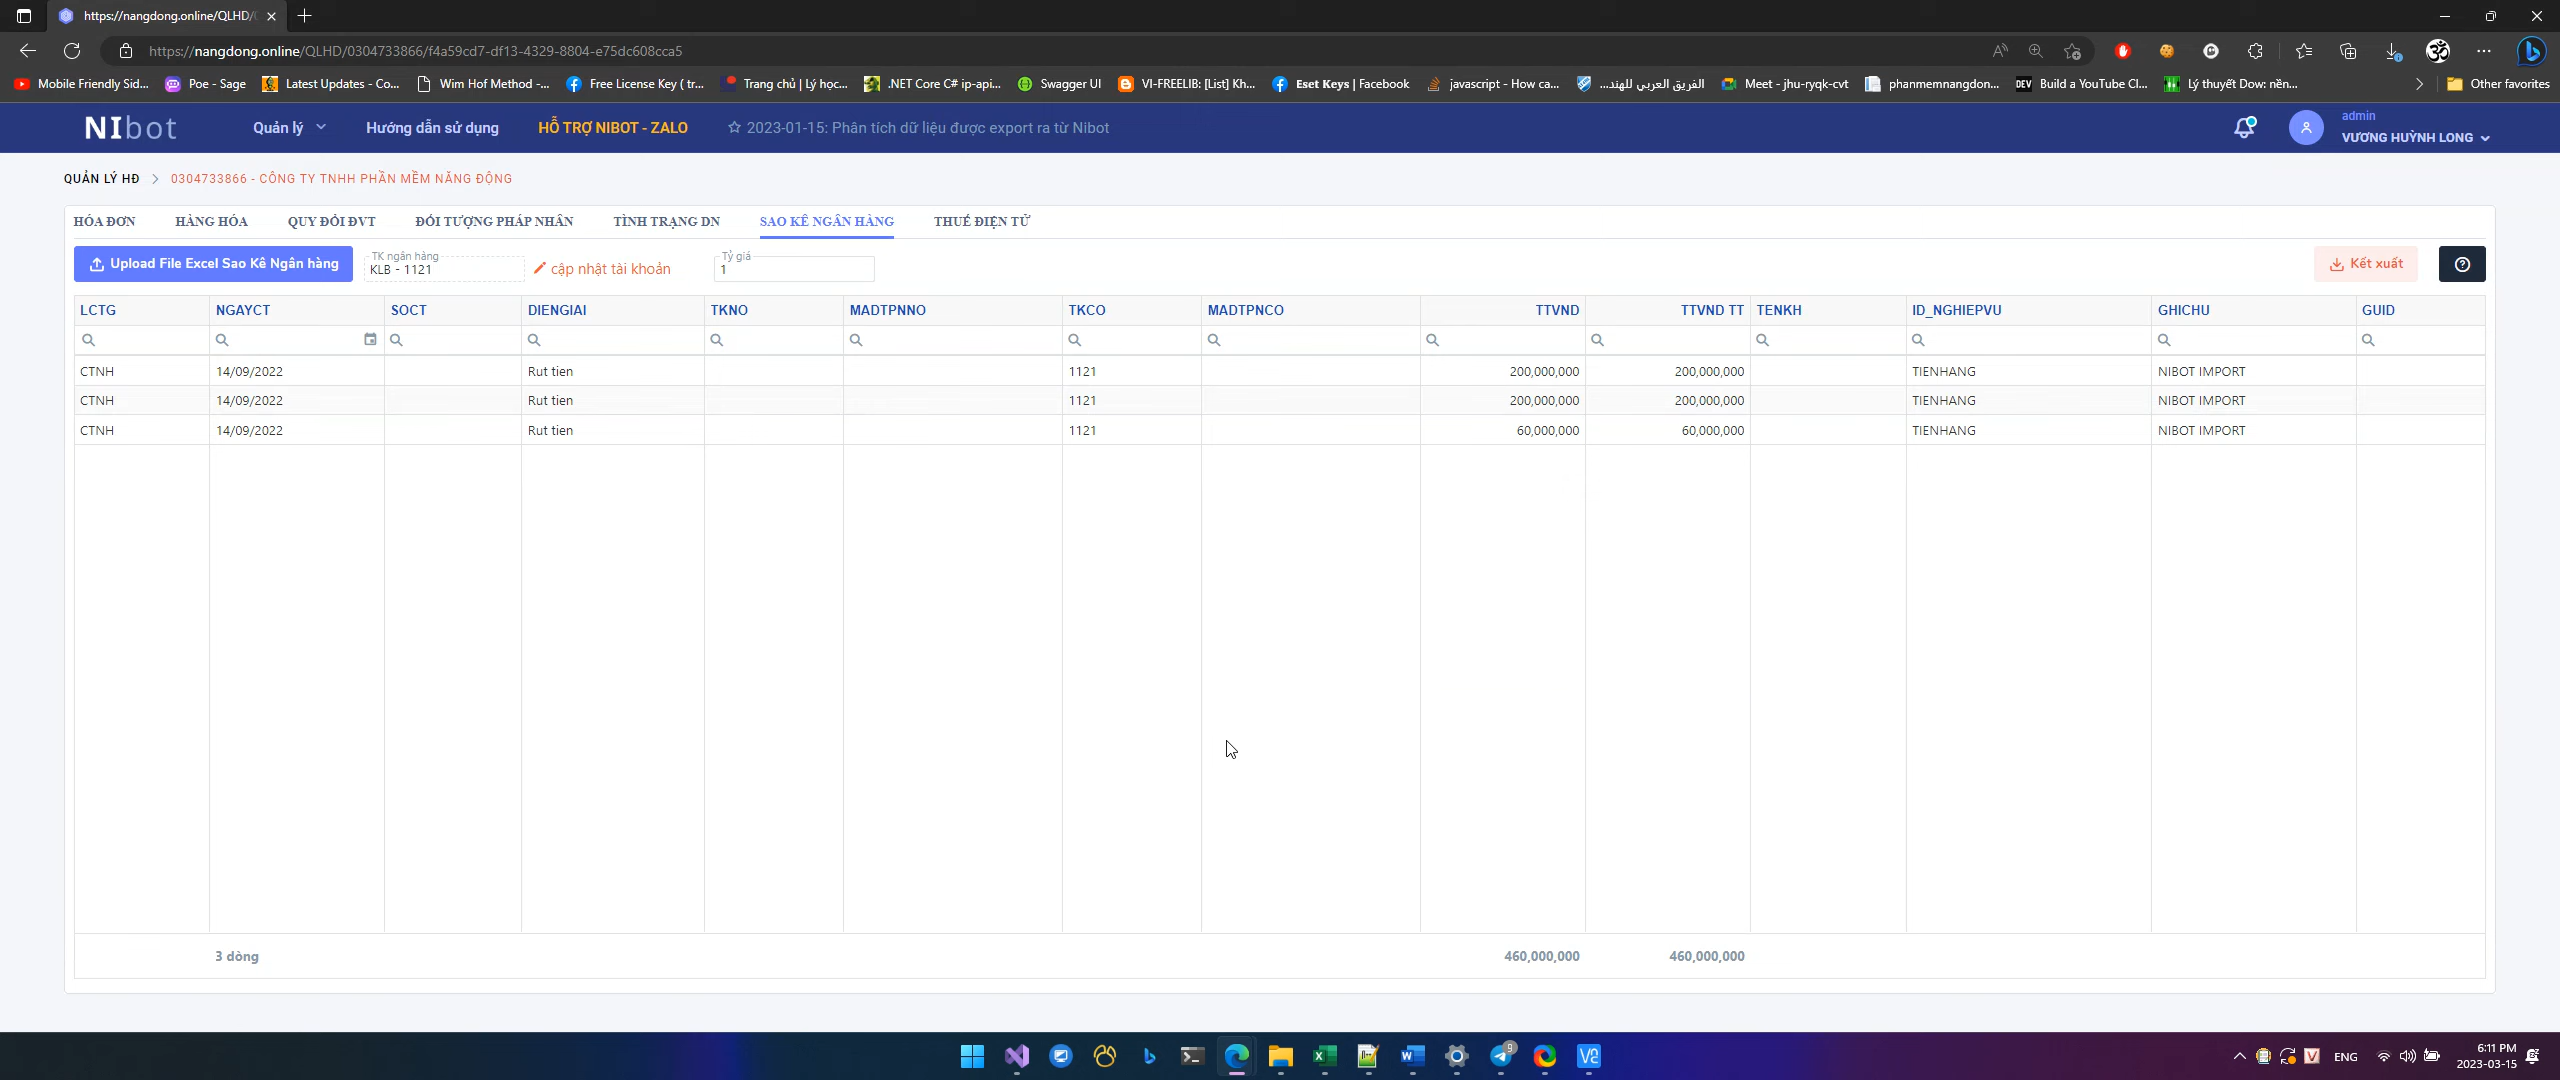 https://nangdong.online/QLHD/
https://nangdong.online/QLHD/0304733866/f4a59cd7-df13-4329-8804-e75dc608cca5
Mobile Friendly Sid... Poe - Sage Latest Updates - Co... Wim Hof Method -... Free License Key ( tr... Trang chủ | Lý học... .NET Core C# ip-api... Swagger UI VI-FREELIB: [List] Kh... Eset Keys | Facebook javascript - How ca... الفريق العربي للهند... Meet - jhu-ryqk-cvt phanmemnangdon... DEV Build a YouTube Cl... Lý thuyết Dow: nền... Other favorites
NIbot Quản lý Hướng dẫn sử dụng HỖ TRỢ NIBOT - ZALO 2023-01-15: Phân tích dữ liệu được export ra từ Nibot
admin
VƯƠNG HUỲNH LONG
QUẢN LÝ HĐ > 0304733866 - CÔNG TY TNHH PHẦN MỀM NĂNG ĐỘNG
HÓA ĐƠN HÀNG HÓA QUY ĐỔI ĐVT ĐỐI TƯỢNG PHÁP NHÂN TÌNH TRẠNG DN SAO KÊ NGÂN HÀNG THUẾ ĐIỆN TỬ
Upload File Excel Sao Kê Ngân hàng
TK ngân hàng
KLB - 1121
cập nhật tài khoản
Tỷ giá
1
Kết xuất
LCTG NGAYCT SOCT DIENGIAI TKNO MADTPNNO TKCO MADTPNCO TTVND TTVND TT TENKH ID_NGHIEPVU GHICHU GUID
CTNH 14/09/2022 Rut tien 1121 200,000,000 200,000,000 TIENHANG NIBOT IMPORT
CTNH 14/09/2022 Rut tien 1121 200,000,000 200,000,000 TIENHANG NIBOT IMPORT
CTNH 14/09/2022 Rut tien 1121 60,000,000 60,000,000 TIENHANG NIBOT IMPORT
3 dòng 460,000,000 460,000,000
9
ENG
6:11 PM
2023-03-15